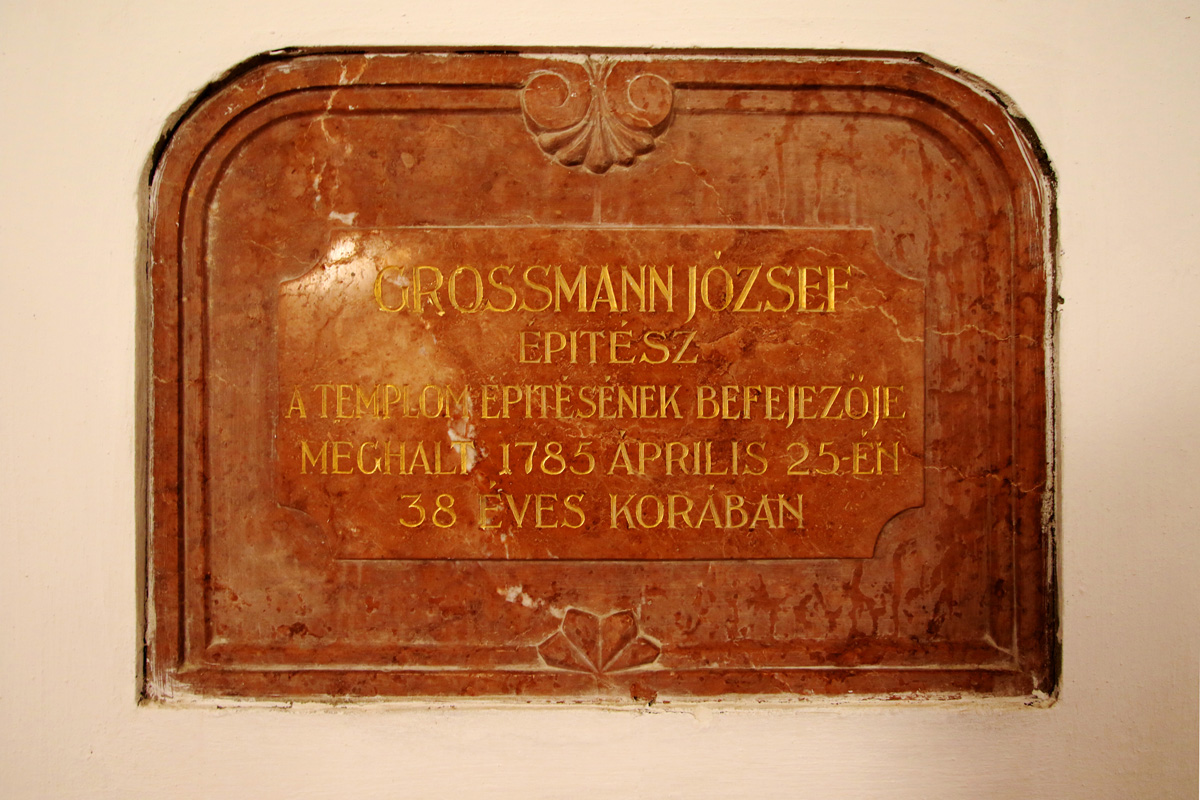 GROSSMANN JÓZSEF
ÉPITÉSZ
A TEMPLOM ÉPITÉSÉNEK BEFEJEZŐJE
MEGHALT 1785 ÁPRILIS 25-ÉN
38 ÉVES KORÁBAN